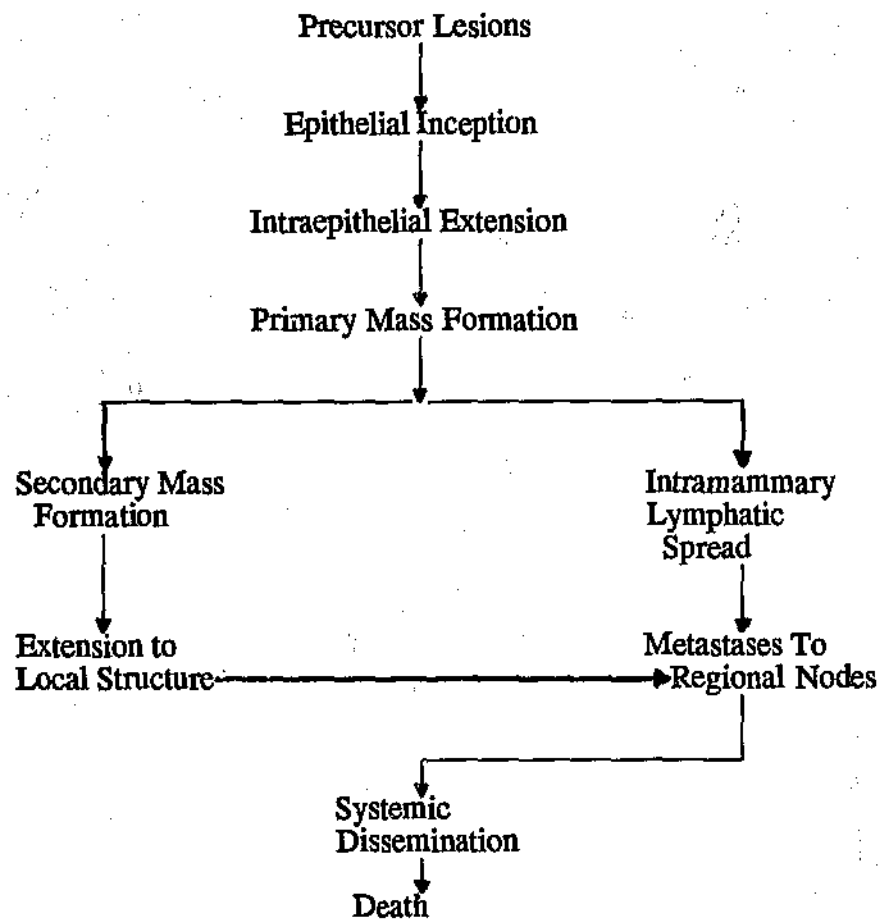 Precursor Lesions
Epithelial Inception
Intraepithelial Extension
Primary Mass Formation
Secondary Mass
Formation
Intramammary
Lymphatic
Spread
Extension to
Local Structure
Metastases To
Regional Nodes
Systemic
Dissemination
Death